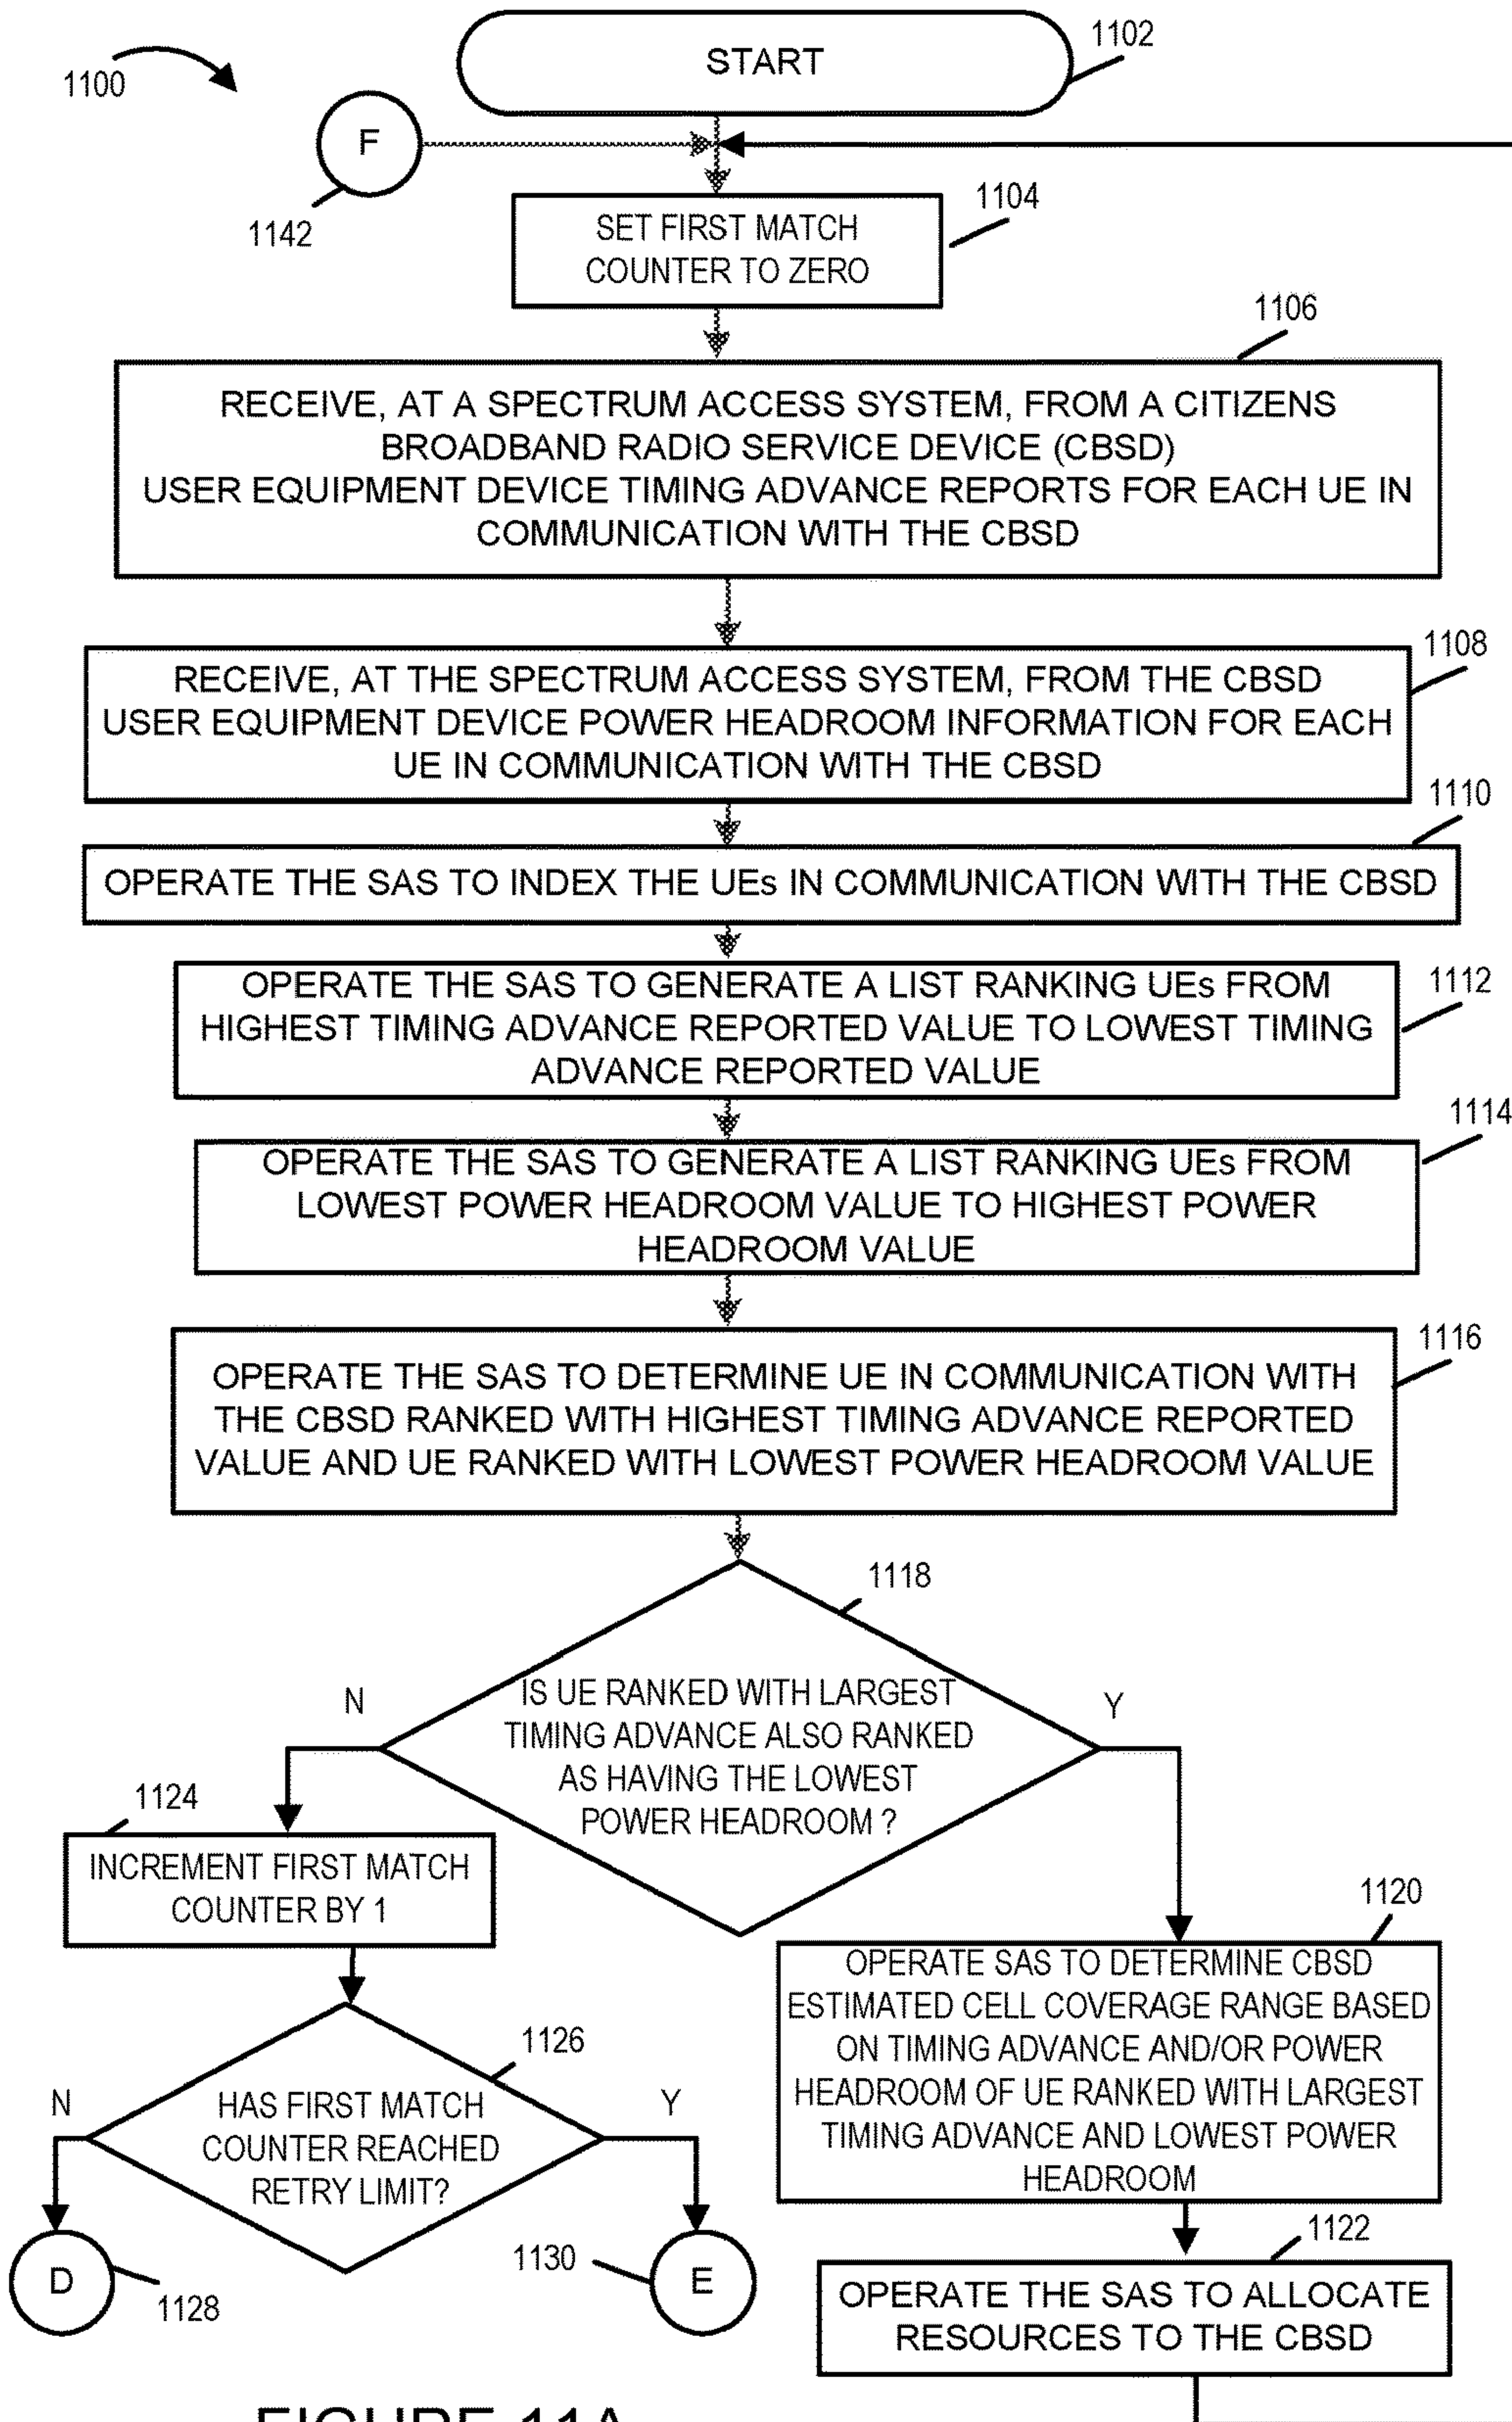 START
1102
1100
F
1142
1104
SET FIRST MATCH
COUNTER TO ZERO
1106
RECEIVE, AT A SPECTRUM ACCESS SYSTEM, FROM A CITIZENS
BROADBAND RADIO SERVICE DEVICE (CBSD)
USER EQUIPMENT DEVICE TIMING ADVANCE REPORTS FOR EACH UE IN
COMMUNICATION WITH THE CBSD
1108
RECEIVE, AT THE SPECTRUM ACCESS SYSTEM, FROM THE CBSD
USER EQUIPMENT DEVICE POWER HEADROOM INFORMATION FOR EACH
UE IN COMMUNICATION WITH THE CBSD
1110
OPERATE THE SAS TO INDEX THE UEs IN COMMUNICATION WITH THE CBSD
1112
OPERATE THE SAS TO GENERATE A LIST RANKING UEs FROM
HIGHEST TIMING ADVANCE REPORTED VALUE TO LOWEST TIMING
ADVANCE REPORTED VALUE
1114
OPERATE THE SAS TO GENERATE A LIST RANKING UEs FROM
LOWEST POWER HEADROOM VALUE TO HIGHEST POWER
HEADROOM VALUE
1116
OPERATE THE SAS TO DETERMINE UE IN COMMUNICATION WITH
THE CBSD RANKED WITH HIGHEST TIMING ADVANCE REPORTED
VALUE AND UE RANKED WITH LOWEST POWER HEADROOM VALUE
1118
N
Y
IS UE RANKED WITH LARGEST
TIMING ADVANCE ALSO RANKED
AS HAVING THE LOWEST
POWER HEADROOM ?
1124
INCREMENT FIRST MATCH
COUNTER BY 1
1120
OPERATE SAS TO DETERMINE CBSD
ESTIMATED CELL COVERAGE RANGE BASED
ON TIMING ADVANCE AND/OR POWER
HEADROOM OF UE RANKED WITH LARGEST
TIMING ADVANCE AND LOWEST POWER
HEADROOM
1126
N
Y
HAS FIRST MATCH
COUNTER REACHED
RETRY LIMIT?
D
1128
1130
E
1122
OPERATE THE SAS TO ALLOCATE
RESOURCES TO THE CBSD
FIGURE 11A